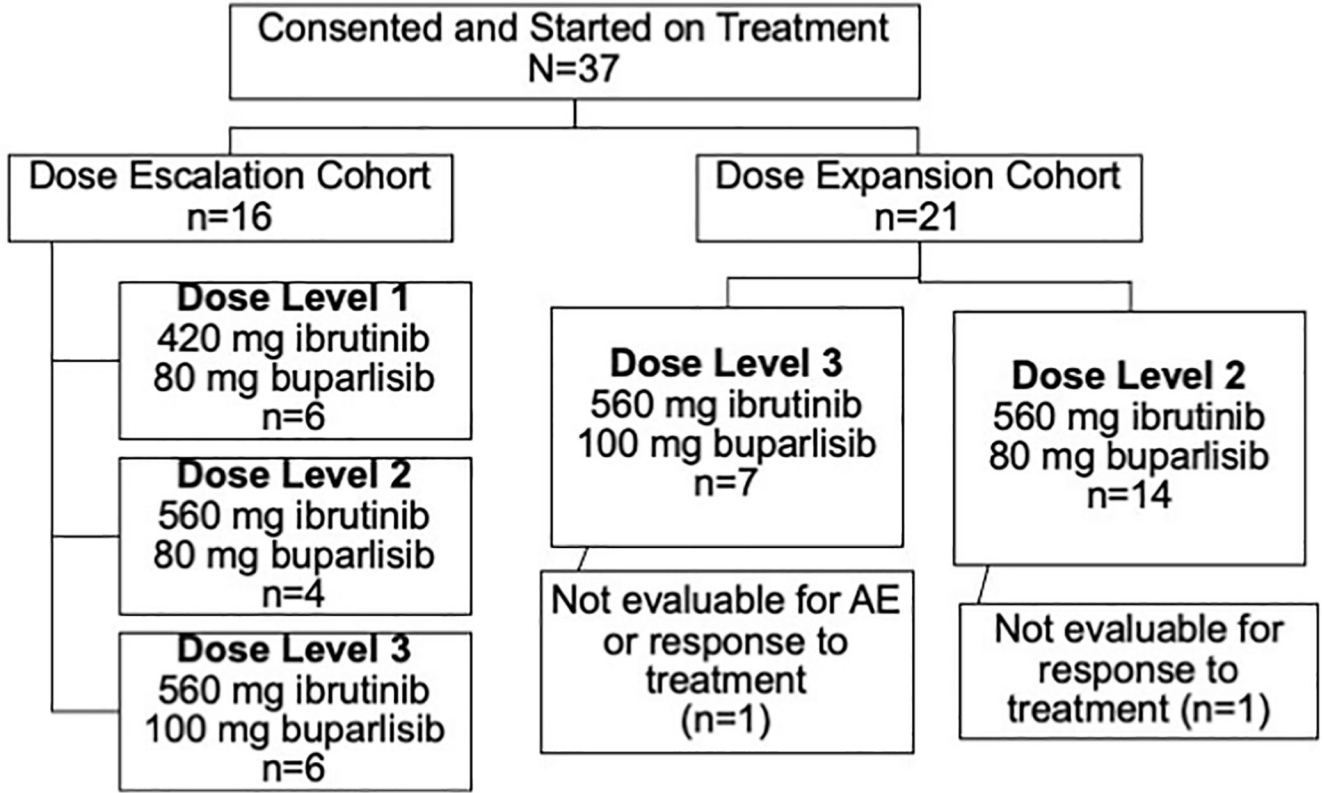 Consented and Started on Treatment
N=37
Dose Escalation Cohort
n=16
Dose Level 1
420 mg ibrutinib
80 mg buparlisib
n=6
Dose Level 2
560 mg ibrutinib
80 mg buparlisib
n=4
Dose Level 3
560 mg ibrutinib
100 mg buparlisib
n=6
Dose Expansion Cohort
n=21
Dose Level 3
560 mg ibrutinib
100 mg buparlisib
n=7
Not evaluable for AE
or response to
treatment
(n=1)
Dose Level 2
560 mg ibrutinib
80 mg buparlisib
n=14
Not evaluable for
response to
treatment (n=1)